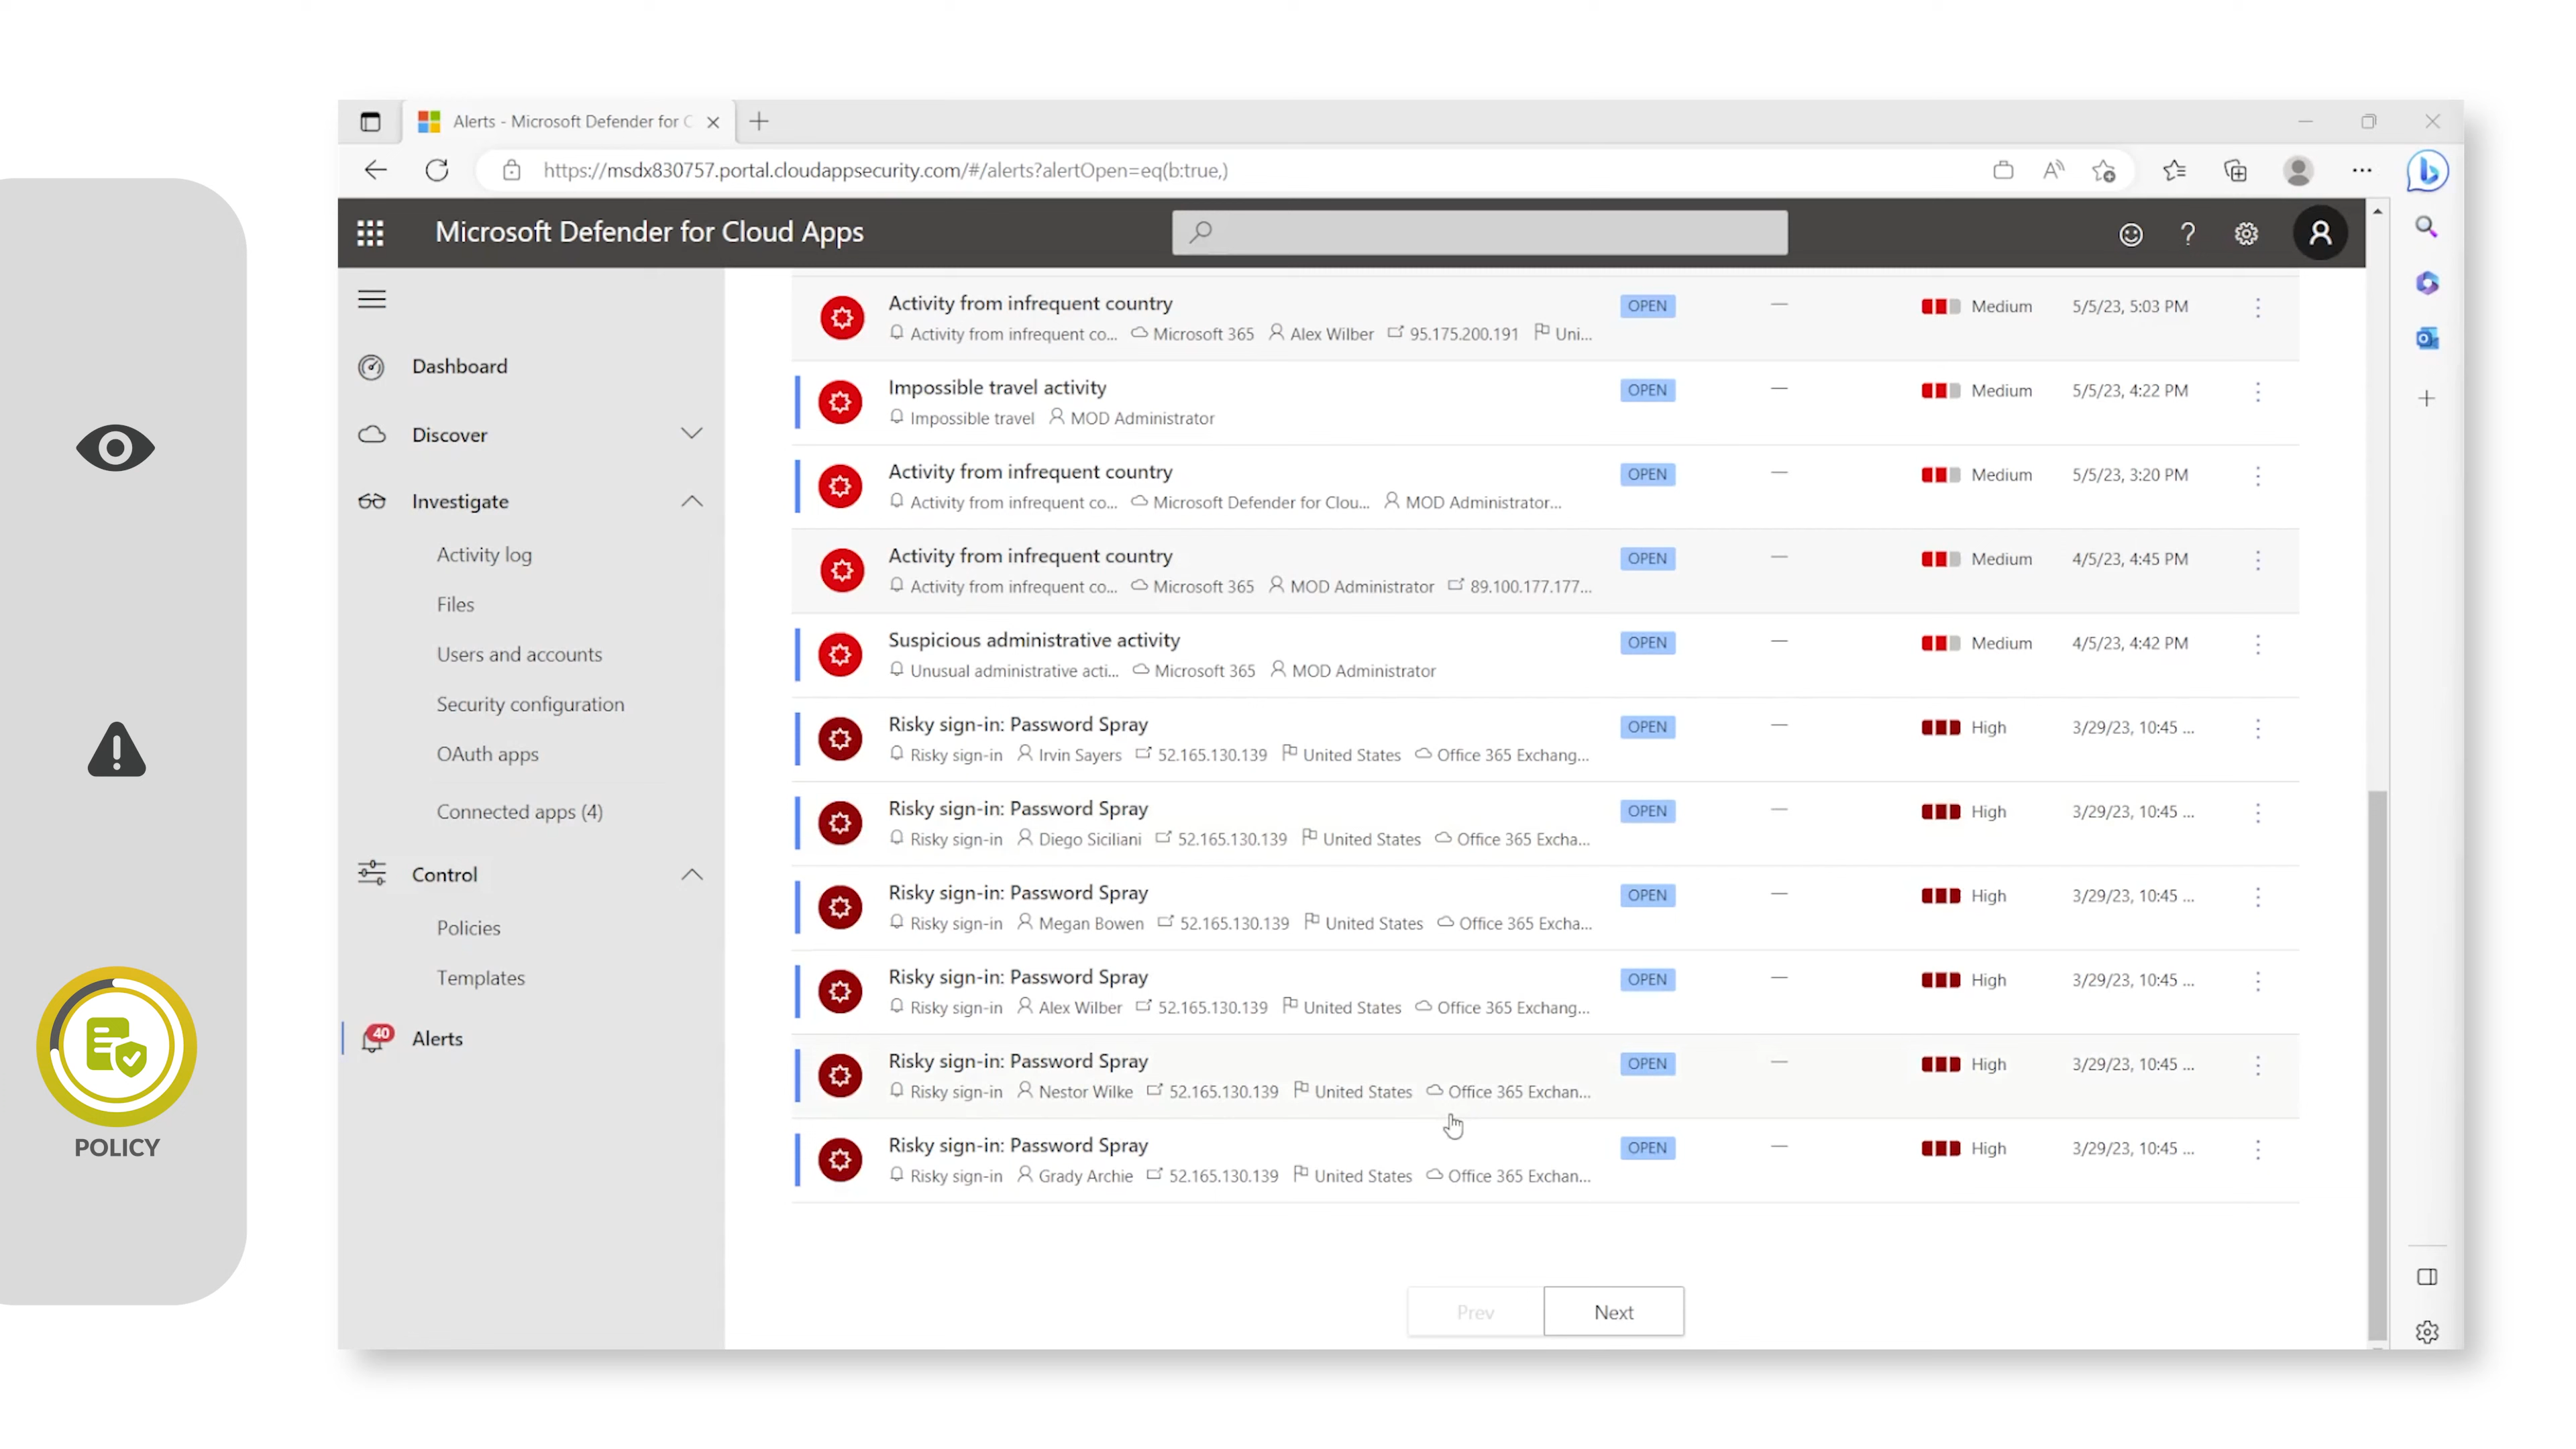 Alerts - Microsoft Defender for C
https://msdx830757.portal.cloudappsecurity.com/#/alerts?alertOpen=eq(b:true,)
Microsoft Defender for Cloud Apps
Dashboard
Discover
Investigate
Activity log
Files
Users and accounts
Security configuration
OAuth apps
Connected apps (4)
Control
Policies
Templates
40
Alerts
POLICY
Activity from infrequent country OPEN — Medium 5/5/23, 5:03 PM
Activity from infrequent co... Microsoft 365 Alex Wilber 95.175.200.191 Uni...
Impossible travel activity OPEN — Medium 5/5/23, 4:22 PM
Impossible travel MOD Administrator
Activity from infrequent country OPEN — Medium 5/5/23, 3:20 PM
Activity from infrequent co... Microsoft Defender for Clou... MOD Administrator...
Activity from infrequent country OPEN — Medium 4/5/23, 4:45 PM
Activity from infrequent co... Microsoft 365 MOD Administrator 89.100.177.177...
Suspicious administrative activity OPEN — Medium 4/5/23, 4:42 PM
Unusual administrative acti... Microsoft 365 MOD Administrator
Risky sign-in: Password Spray OPEN — High 3/29/23, 10:45 ...
Risky sign-in Irvin Sayers 52.165.130.139 United States Office 365 Exchang...
Risky sign-in: Password Spray OPEN — High 3/29/23, 10:45 ...
Risky sign-in Diego Siciliani 52.165.130.139 United States Office 365 Excha...
Risky sign-in: Password Spray OPEN — High 3/29/23, 10:45 ...
Risky sign-in Megan Bowen 52.165.130.139 United States Office 365 Excha...
Risky sign-in: Password Spray OPEN — High 3/29/23, 10:45 ...
Risky sign-in Alex Wilber 52.165.130.139 United States Office 365 Exchang...
Risky sign-in: Password Spray OPEN — High 3/29/23, 10:45 ...
Risky sign-in Nestor Wilke 52.165.130.139 United States Office 365 Exchan...
Risky sign-in: Password Spray OPEN — High 3/29/23, 10:45 ...
Risky sign-in Grady Archie 52.165.130.139 United States Office 365 Exchan...
Prev Next